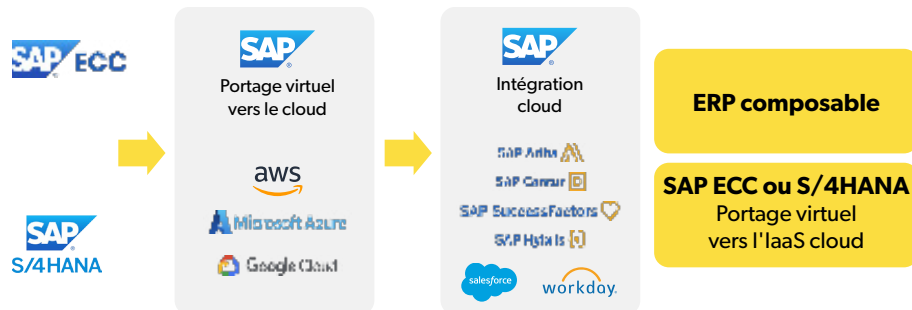 SAP ECC
SAP
S/4HANA
SAP
Portage virtuel
vers le cloud
aws
Microsoft Azure
Google Cloud
SAP
Intégration
cloud
SAP Ariba
SAP Concur
SAP SuccessFactors
SAP Hybris
salesforce
workday.
ERP composable
SAP ECC ou S/4HANA
Portage virtuel
vers l'IaaS cloud